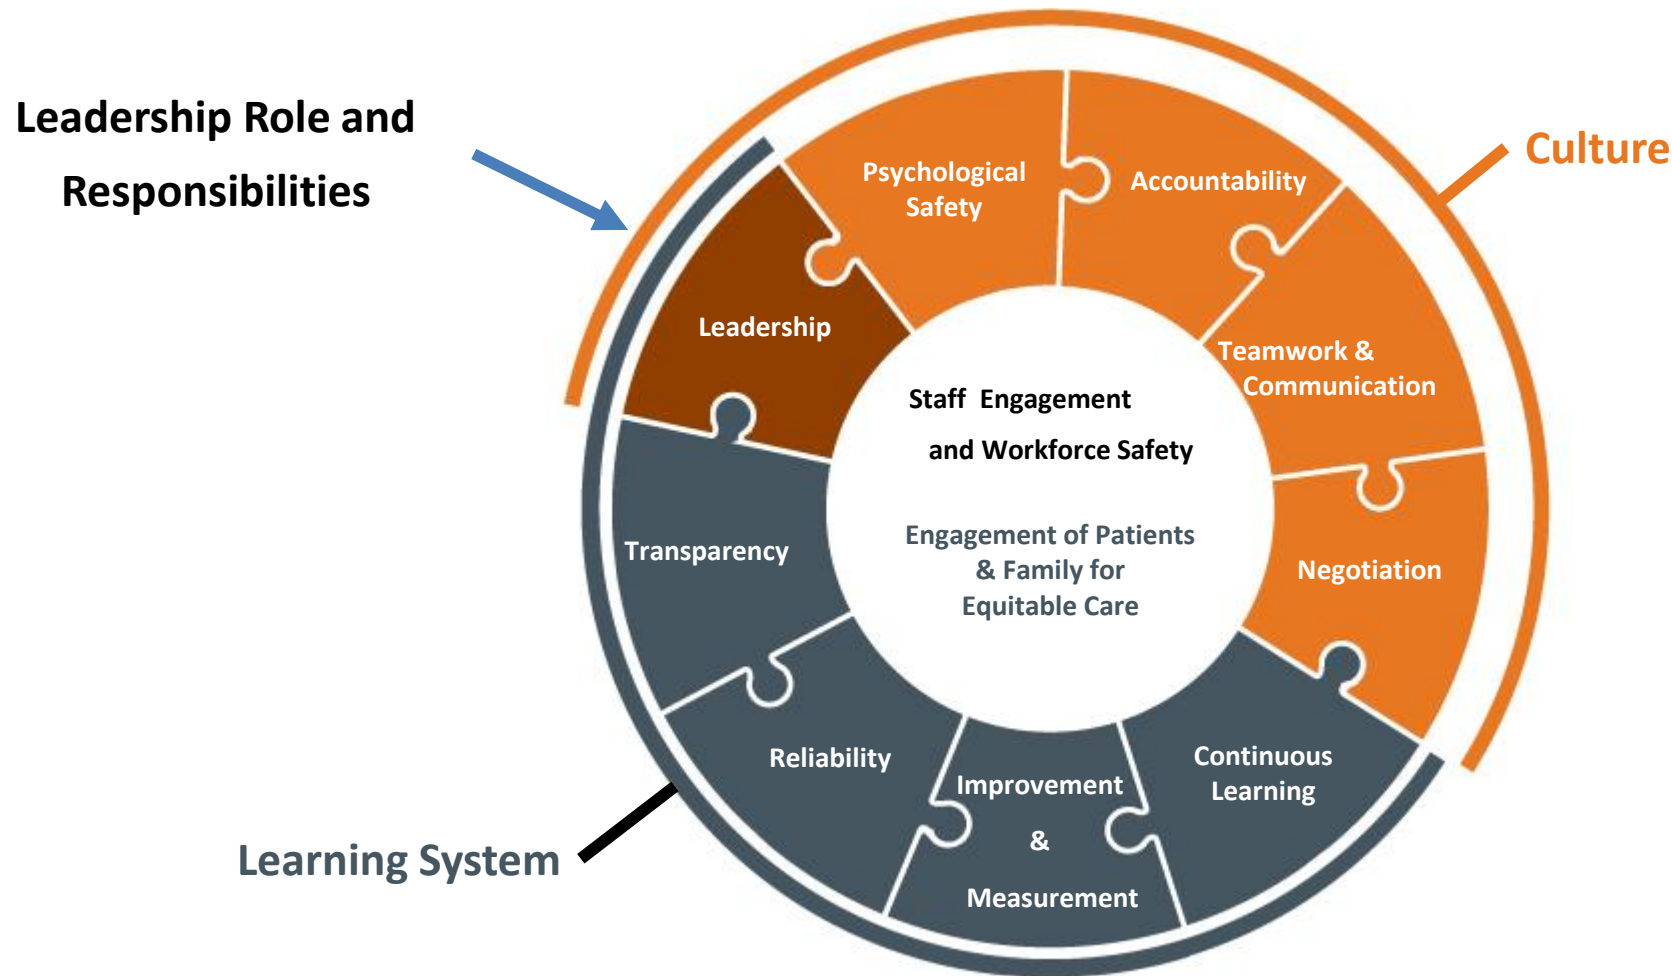 Leadership Role and
Responsibilities
Culture
Psychological
Safety
Accountability
Leadership
Teamwork &
Communication
Staff Engagement
and Workforce Safety
Engagement of Patients
& Family for
Equitable Care
Transparency
Negotiation
Reliability
Improvement
&
Measurement
Continuous
Learning
Learning System